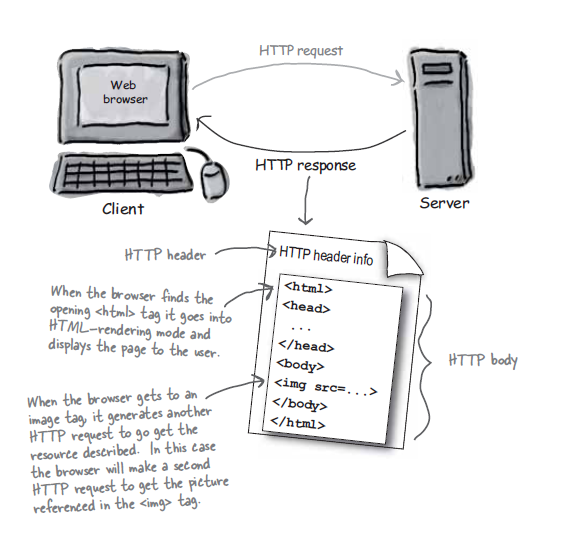 HTTP request
Web
browser
HTTP response
Client
Server
HTTP header
HTTP header info
When the browser finds the
opening <html> tag it goes into
HTML-rendering mode and
displays the page to the user.
<html>
<head>
...
</head>
<body>
<img src=...>
</body>
</html>
HTTP body
When the browser gets to an
image tag, it generates another
HTTP request to go get the
resource described. In this case
the browser will make a second
HTTP request to get the picture
referenced in the <img> tag.